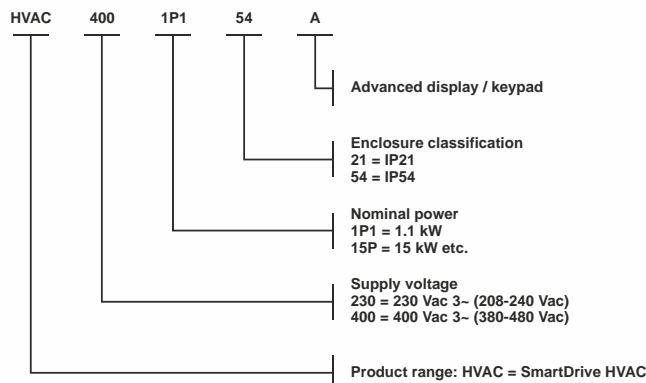 HVAC 400 1P1 54 A
Advanced display / keypad
Enclosure classification
21 = IP21
54 = IP54
Nominal power
1P1 = 1.1 kW
15P = 15 kW etc.
Supply voltage
230 = 230 Vac 3~ (208-240 Vac)
400 = 400 Vac 3~ (380-480 Vac)
Product range: HVAC = SmartDrive HVAC